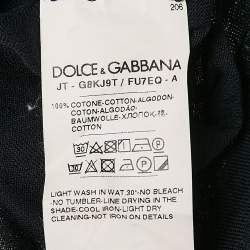 206
DOLCE & GABBANA
JT - G8KJ9T / FU7EQ - A
100% COTONE-COTTON-ALGODON
COTON-ALGODÃO-
BAUMWOLLE-ХЛОПОК-棉-
COTTON
30
P
LIGHT WASH IN WAT.30°-NO BLEACH
-NO TUMBLER-LINE DRYING IN THE
SHADE-COOL IRON-LIGHT DRY
CLEANING-NOT IRON ON DETAILS